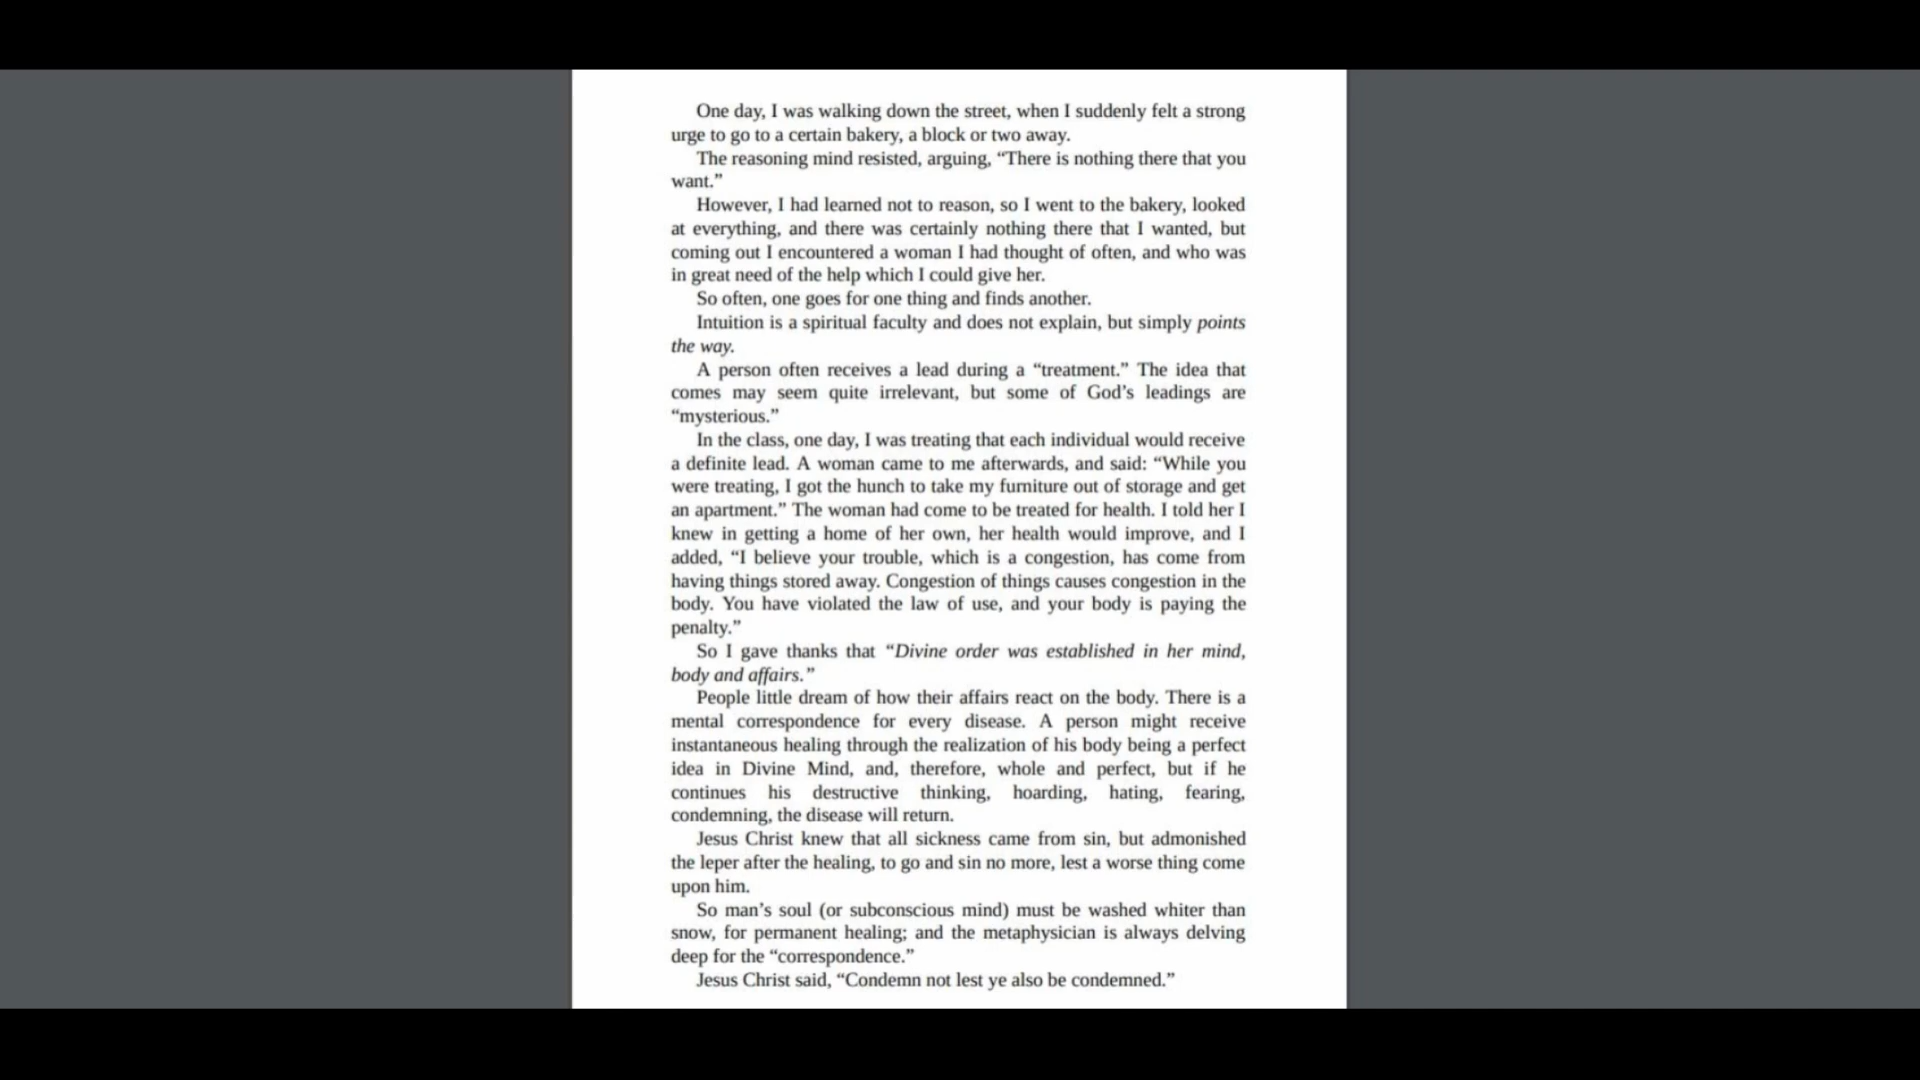 One day, I was walking down the street, when I suddenly felt a strong
urge to go to a certain bakery, a block or two away.
The reasoning mind resisted, arguing, “There is nothing there that you
want.”
However, I had learned not to reason, so I went to the bakery, looked
at everything, and there was certainly nothing there that I wanted, but
coming out I encountered a woman I had thought of often, and who was
in great need of the help which I could give her.
So often, one goes for one thing and finds another.
Intuition is a spiritual faculty and does not explain, but simply points
the way.
A person often receives a lead during a “treatment.” The idea that
comes may seem quite irrelevant, but some of God’s leadings are
“mysterious.”
In the class, one day, I was treating that each individual would receive
a definite lead. A woman came to me afterwards, and said: “While you
were treating, I got the hunch to take my furniture out of storage and get
an apartment.” The woman had come to be treated for health. I told her I
knew in getting a home of her own, her health would improve, and I
added, “I believe your trouble, which is a congestion, has come from
having things stored away. Congestion of things causes congestion in the
body. You have violated the law of use, and your body is paying the
penalty.”
So I gave thanks that “Divine order was established in her mind,
body and affairs.”
People little dream of how their affairs react on the body. There is a
mental correspondence for every disease. A person might receive
instantaneous healing through the realization of his body being a perfect
idea in Divine Mind, and, therefore, whole and perfect, but if he
continues his destructive thinking, hoarding, hating, fearing,
condemning, the disease will return.
Jesus Christ knew that all sickness came from sin, but admonished
the leper after the healing, to go and sin no more, lest a worse thing come
upon him.
So man’s soul (or subconscious mind) must be washed whiter than
snow, for permanent healing; and the metaphysician is always delving
deep for the “correspondence.”
Jesus Christ said, “Condemn not lest ye also be condemned.”